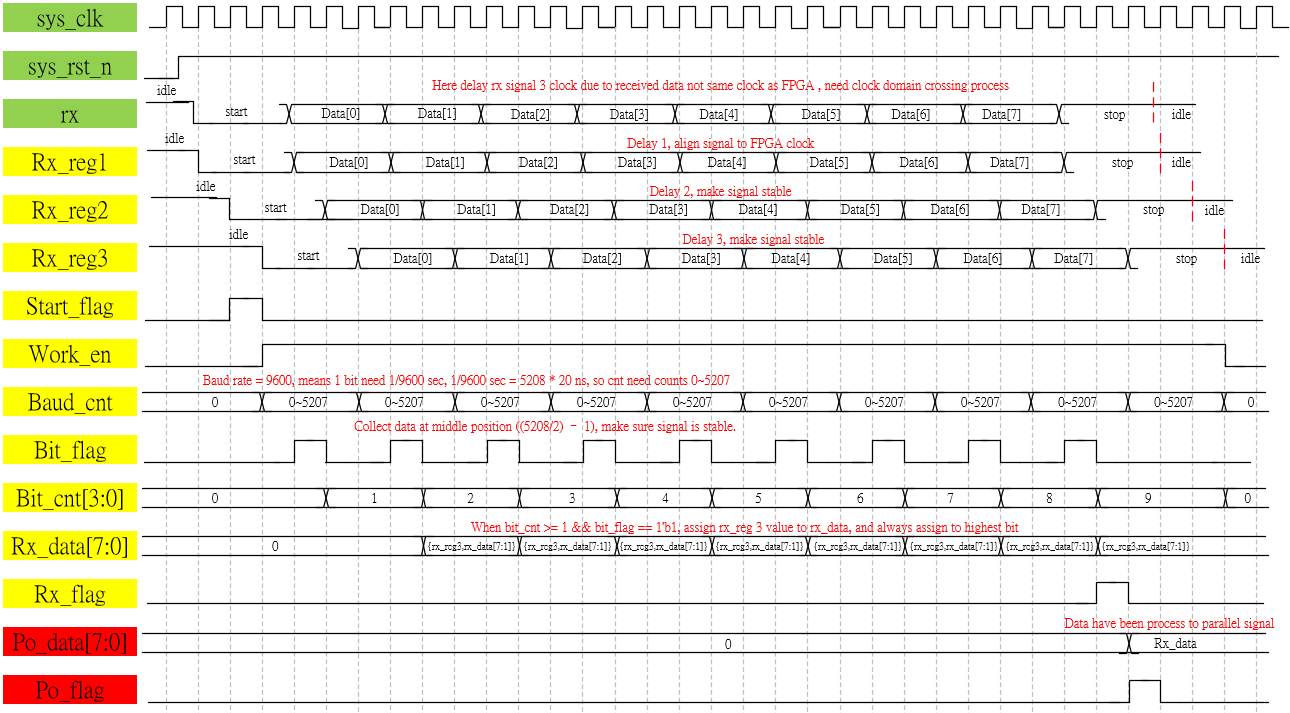 sys_clk
sys_rst_n
idle
Here delay rx signal 3 clock due to received data not same clock as FPGA , need clock domain crossing process
rx
start Data[0] Data[1] Data[2] Data[3] Data[4] Data[5] Data[6] Data[7] stop idle
idle
Delay 1, align signal to FPGA clock
Rx_reg1
start Data[0] Data[1] Data[2] Data[3] Data[4] Data[5] Data[6] Data[7] stop idle
idle
Delay 2, make signal stable
Rx_reg2
start Data[0] Data[1] Data[2] Data[3] Data[4] Data[5] Data[6] Data[7] stop idle
idle
Delay 3, make signal stable
Rx_reg3
start Data[0] Data[1] Data[2] Data[3] Data[4] Data[5] Data[6] Data[7] stop idle
Start_flag
Work_en
Baud rate = 9600, means 1 bit need 1/9600 sec, 1/9600 sec = 5208 * 20 ns, so cnt need counts 0~5207
Baud_cnt
0 0~5207 0~5207 0~5207 0~5207 0~5207 0~5207 0~5207 0~5207 0~5207 0~5207 0
Collect data at middle position ((5208/2) - 1), make sure signal is stable.
Bit_flag
Bit_cnt[3:0]
0 1 2 3 4 5 6 7 8 9 0
When bit_cnt >= 1 && bit_flag == 1'b1, assign rx_reg 3 value to rx_data, and always assign to highest bit
Rx_data[7:0]
0 {rx_reg3,rx_data[7:1]} {rx_reg3,rx_data[7:1]} {rx_reg3,rx_data[7:1]} {rx_reg3,rx_data[7:1]} {rx_reg3,rx_data[7:1]} {rx_reg3,rx_data[7:1]} {rx_reg3,rx_data[7:1]} {rx_reg3,rx_data[7:1]}
Rx_flag
Data have been process to parallel signal
Po_data[7:0]
0 Rx_data
Po_flag